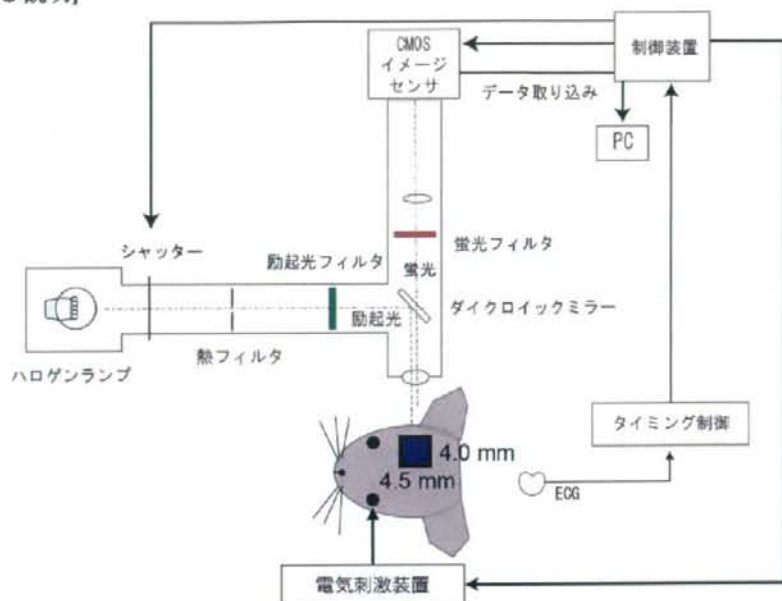 CMOS
イメージ
センサ
制御装置
データ取り込み
PC
シャッター
励起光フィルタ
蛍光フィルタ
蛍光
励起光
ダイクロイックミラー
熱フィルタ
ハロゲンランプ
タイミング制御
4.0 mm
4.5 mm
ECG
電気刺激装置